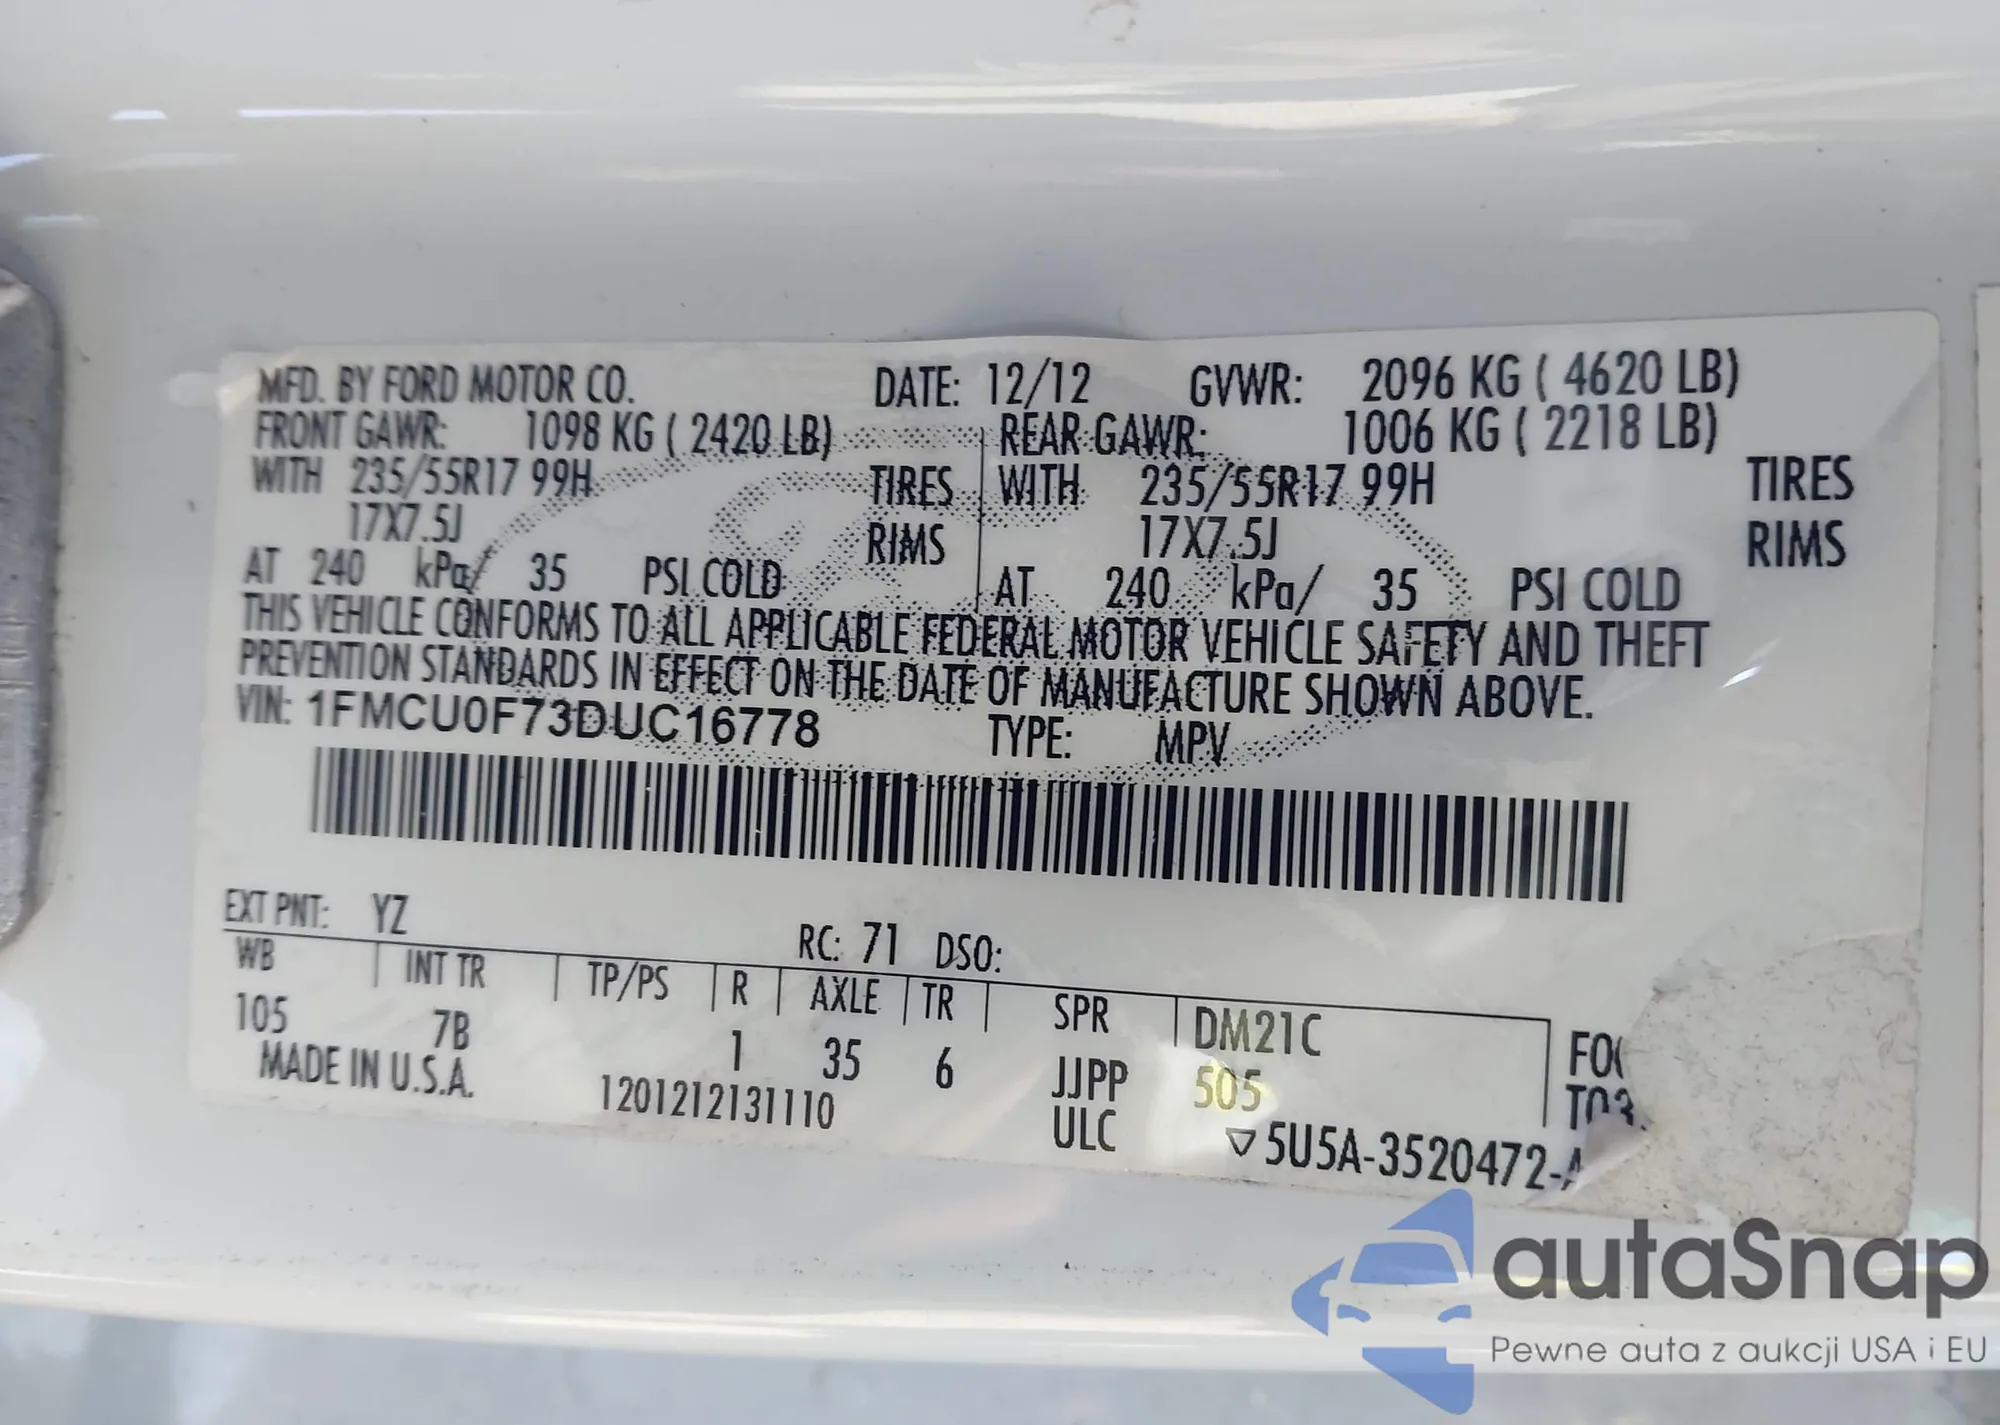 MFD. BY FORD MOTOR CO. DATE: 12/12 GVWR: 2096 KG ( 4620 LB)
FRONT GAWR: 1098 KG ( 2420 LB) REAR GAWR: 1006 KG ( 2218 LB)
WITH 235/55R17 99H TIRES WITH 235/55R17 99H TIRES
17X7.5J RIMS 17X7.5J RIMS
AT 240 kPa/ 35 PSI COLD AT 240 kPa/ 35 PSI COLD
THIS VEHICLE CONFORMS TO ALL APPLICABLE FEDERAL MOTOR VEHICLE SAFETY AND THEFT
PREVENTION STANDARDS IN EFFECT ON THE DATE OF MANUFACTURE SHOWN ABOVE.
VIN: 1FMCU0F73DUC16778 TYPE: MPV
EXT PNT: YZ RC: 71 DSO:
WB INT TR TP/PS R AXLE TR SPR DM21C
105 7B 1 35 6 JJPP 505
MADE IN U.S.A. 1201212131110 ULC ▽5U5A-3520472-A
autaSnap
Pewne auta z aukcji USA i EU